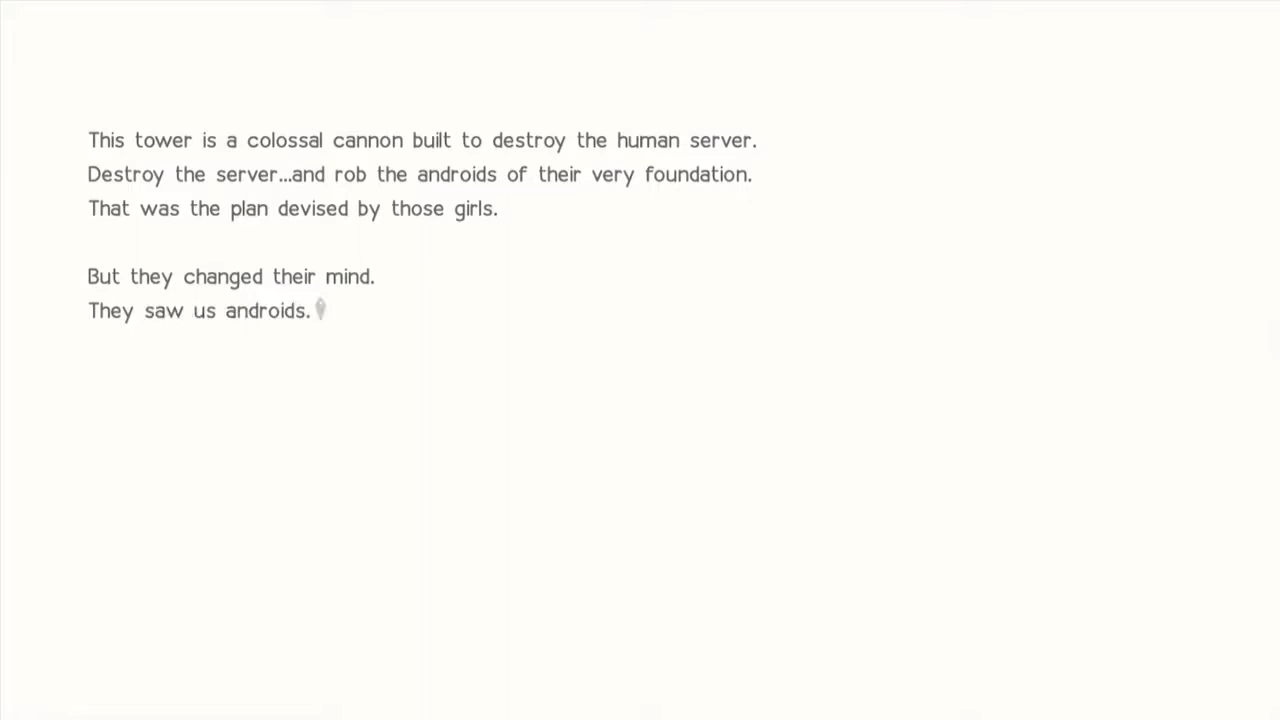 This tower is a colossal cannon built to destroy the human server.
Destroy the server...and rob the androids of their very foundation.
That was the plan devised by those girls.
But they changed their mind.
They saw us androids.